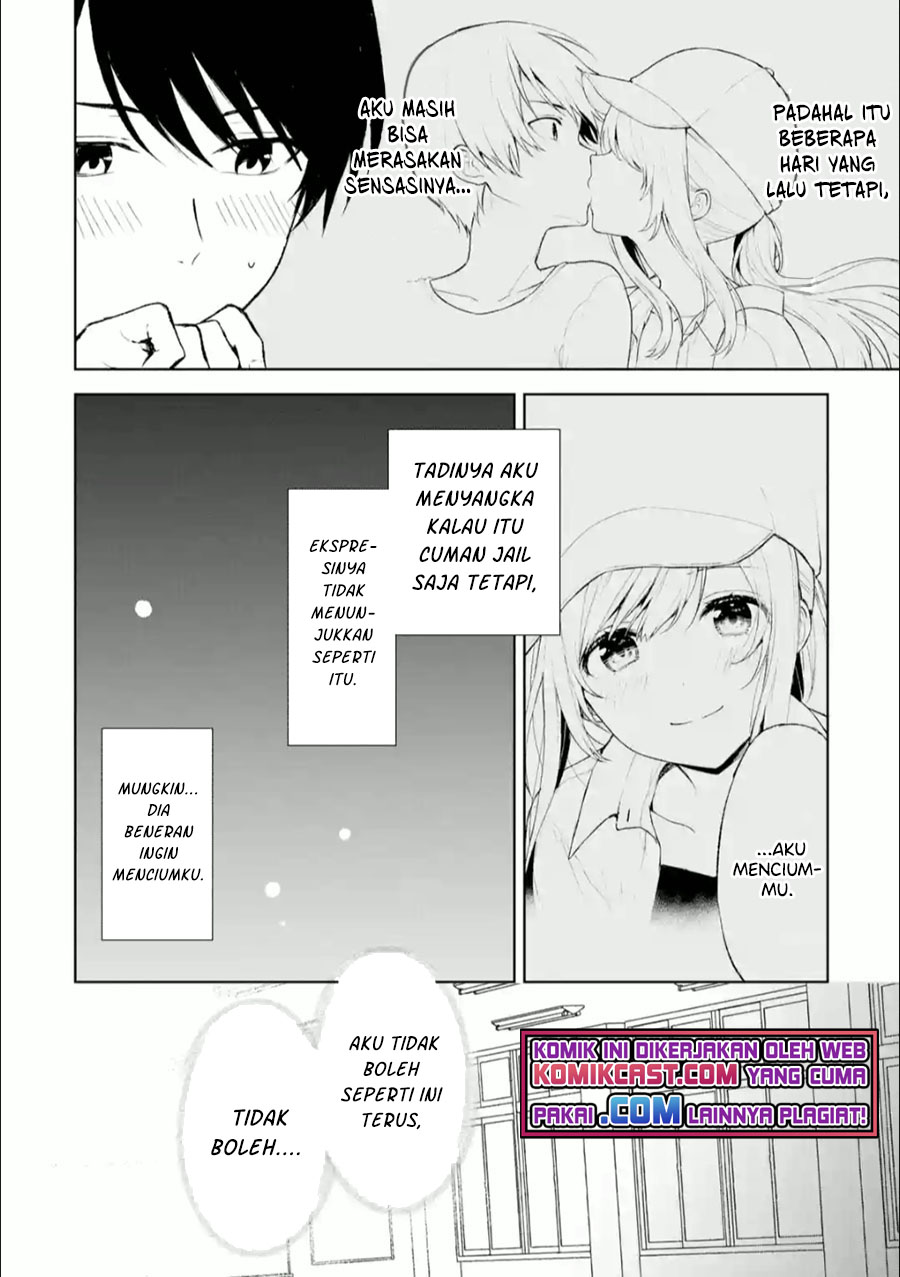 PADAHAL ITU
BEBERAPA
HARI YANG
LALU TETAPI,
AKU MASIH
BISA
MERASAKAN
SENSASINYA...
...AKU
MENCIUM-
MU.
TADINYA AKU
MENYANGKA
KALAU ITU
CUMAN JAIL
SAJA TETAPI,
EKSPRE-
SINYA
TIDAK
MENUN-
JUKKAN
SEPERTI
ITU.
MUNGKIN...
DIA
BENERAN
INGIN
MENCIUMKU.
AKU TIDAK
BOLEH
SEPERTI INI
TERUS,
TIDAK
BOLEH....
KOMIK INI DIKERJAKAN OLEH WEB
KOMIKCAST.COM YANG CUMA
PAKAI .COM LAINNYA PLAGIAT!